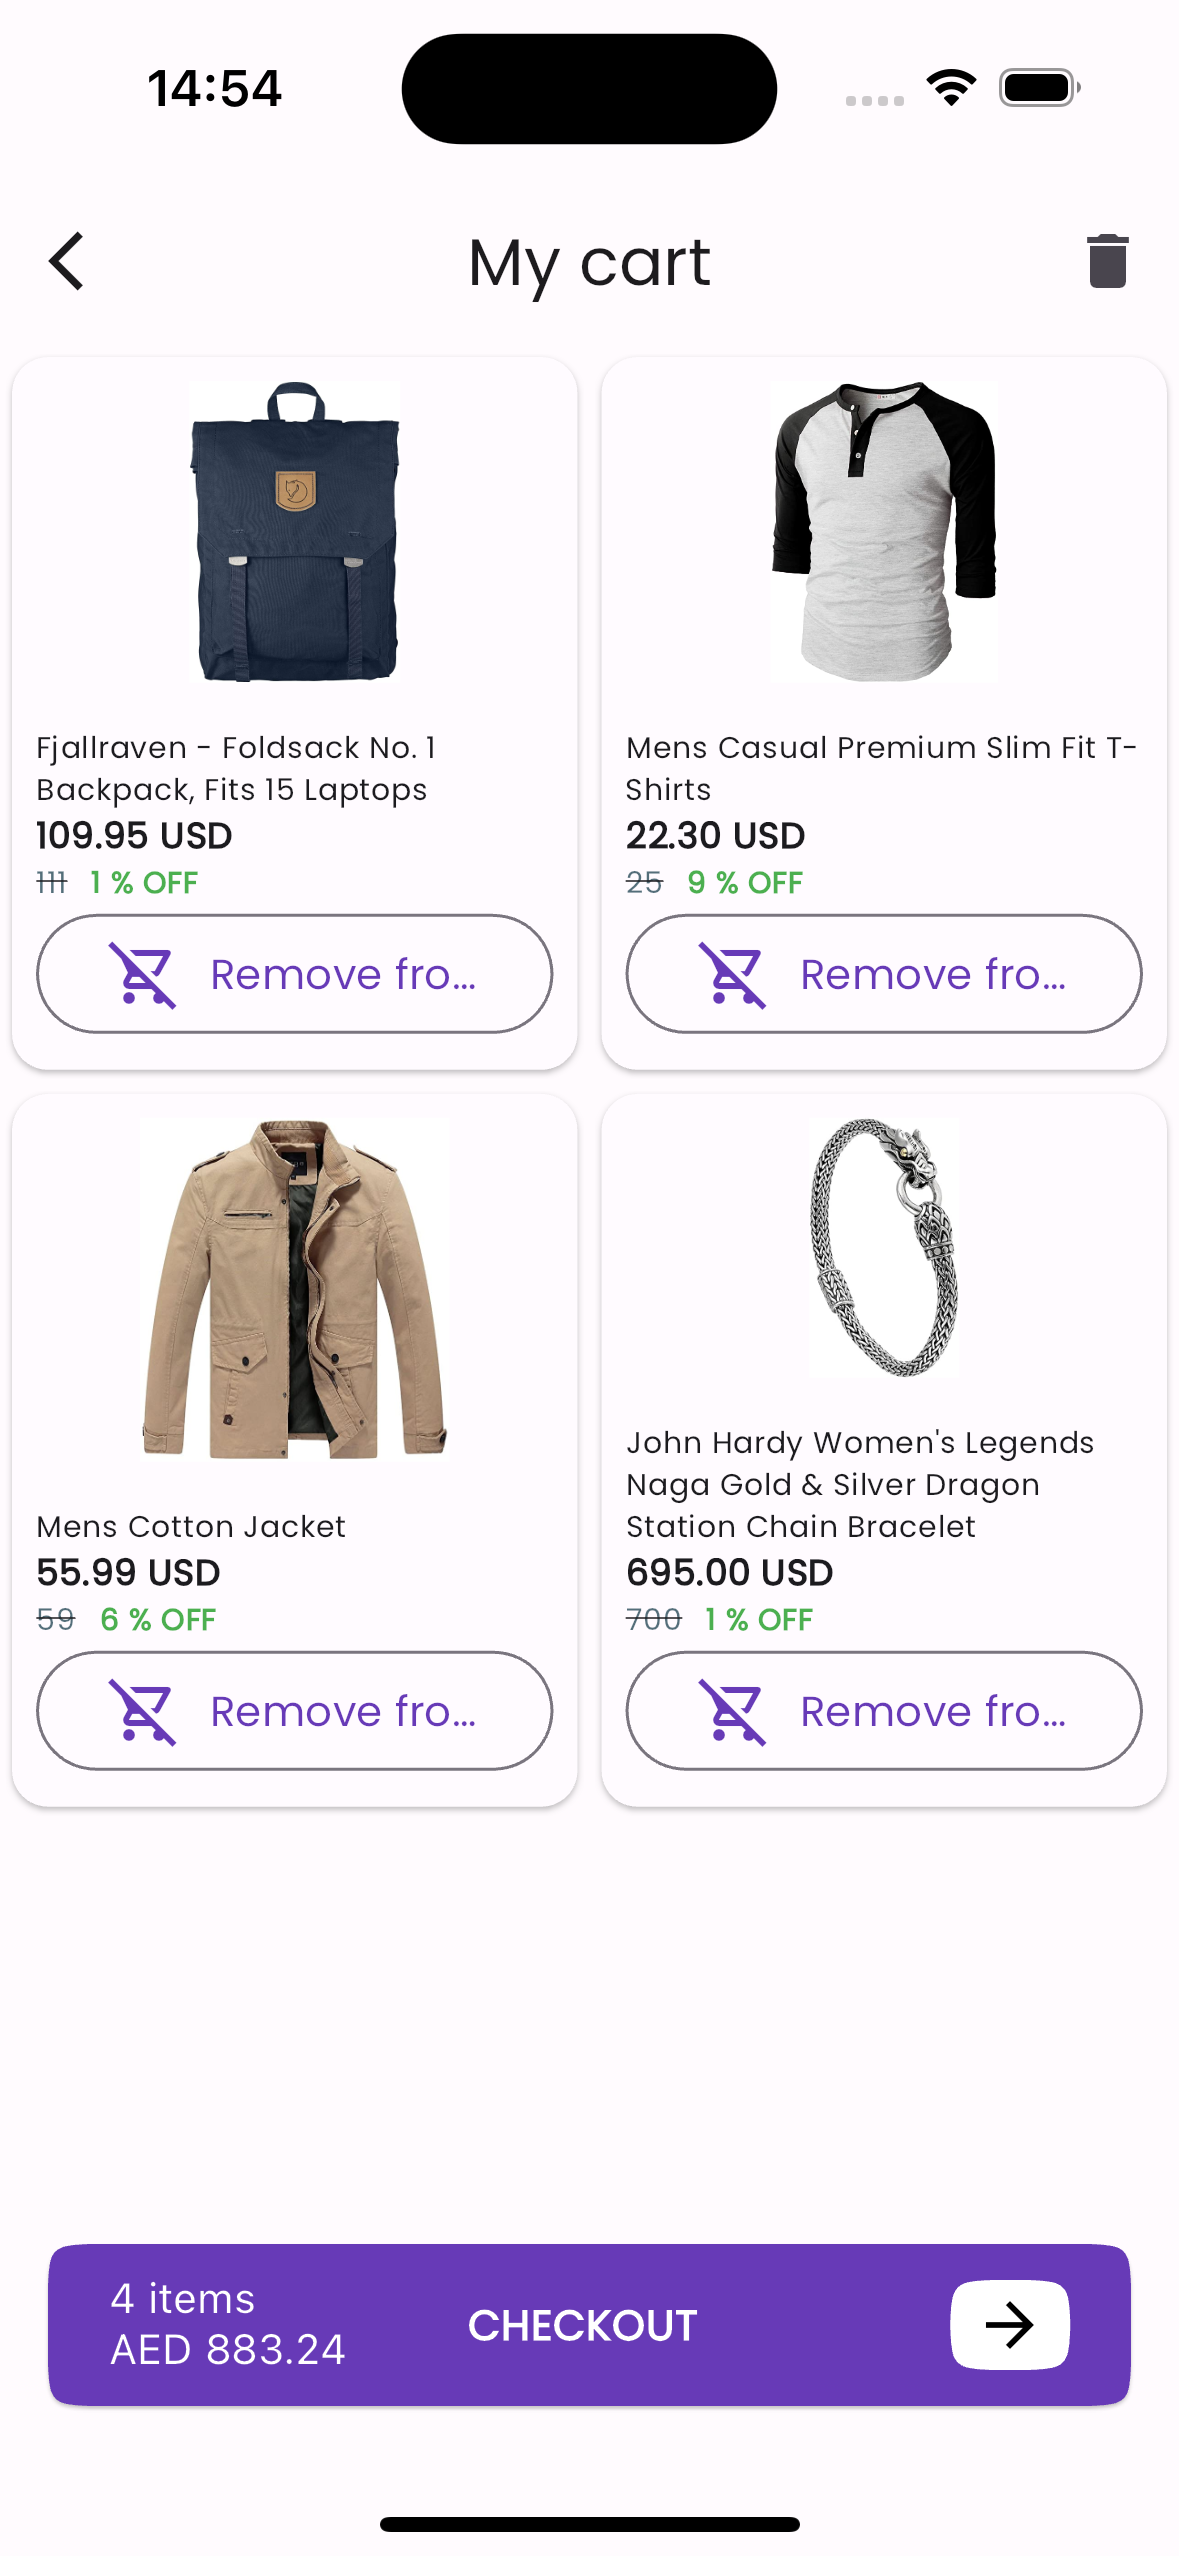 14:54
My cart
Fjallraven - Foldsack No. 1
Backpack, Fits 15 Laptops
109.95 USD
111 1 % OFF
Remove fro...
Mens Casual Premium Slim Fit T-
Shirts
22.30 USD
25 9 % OFF
Remove fro...
Mens Cotton Jacket
55.99 USD
59 6 % OFF
Remove fro...
John Hardy Women's Legends
Naga Gold & Silver Dragon
Station Chain Bracelet
695.00 USD
700 1 % OFF
Remove fro...
4 items
AED 883.24
CHECKOUT